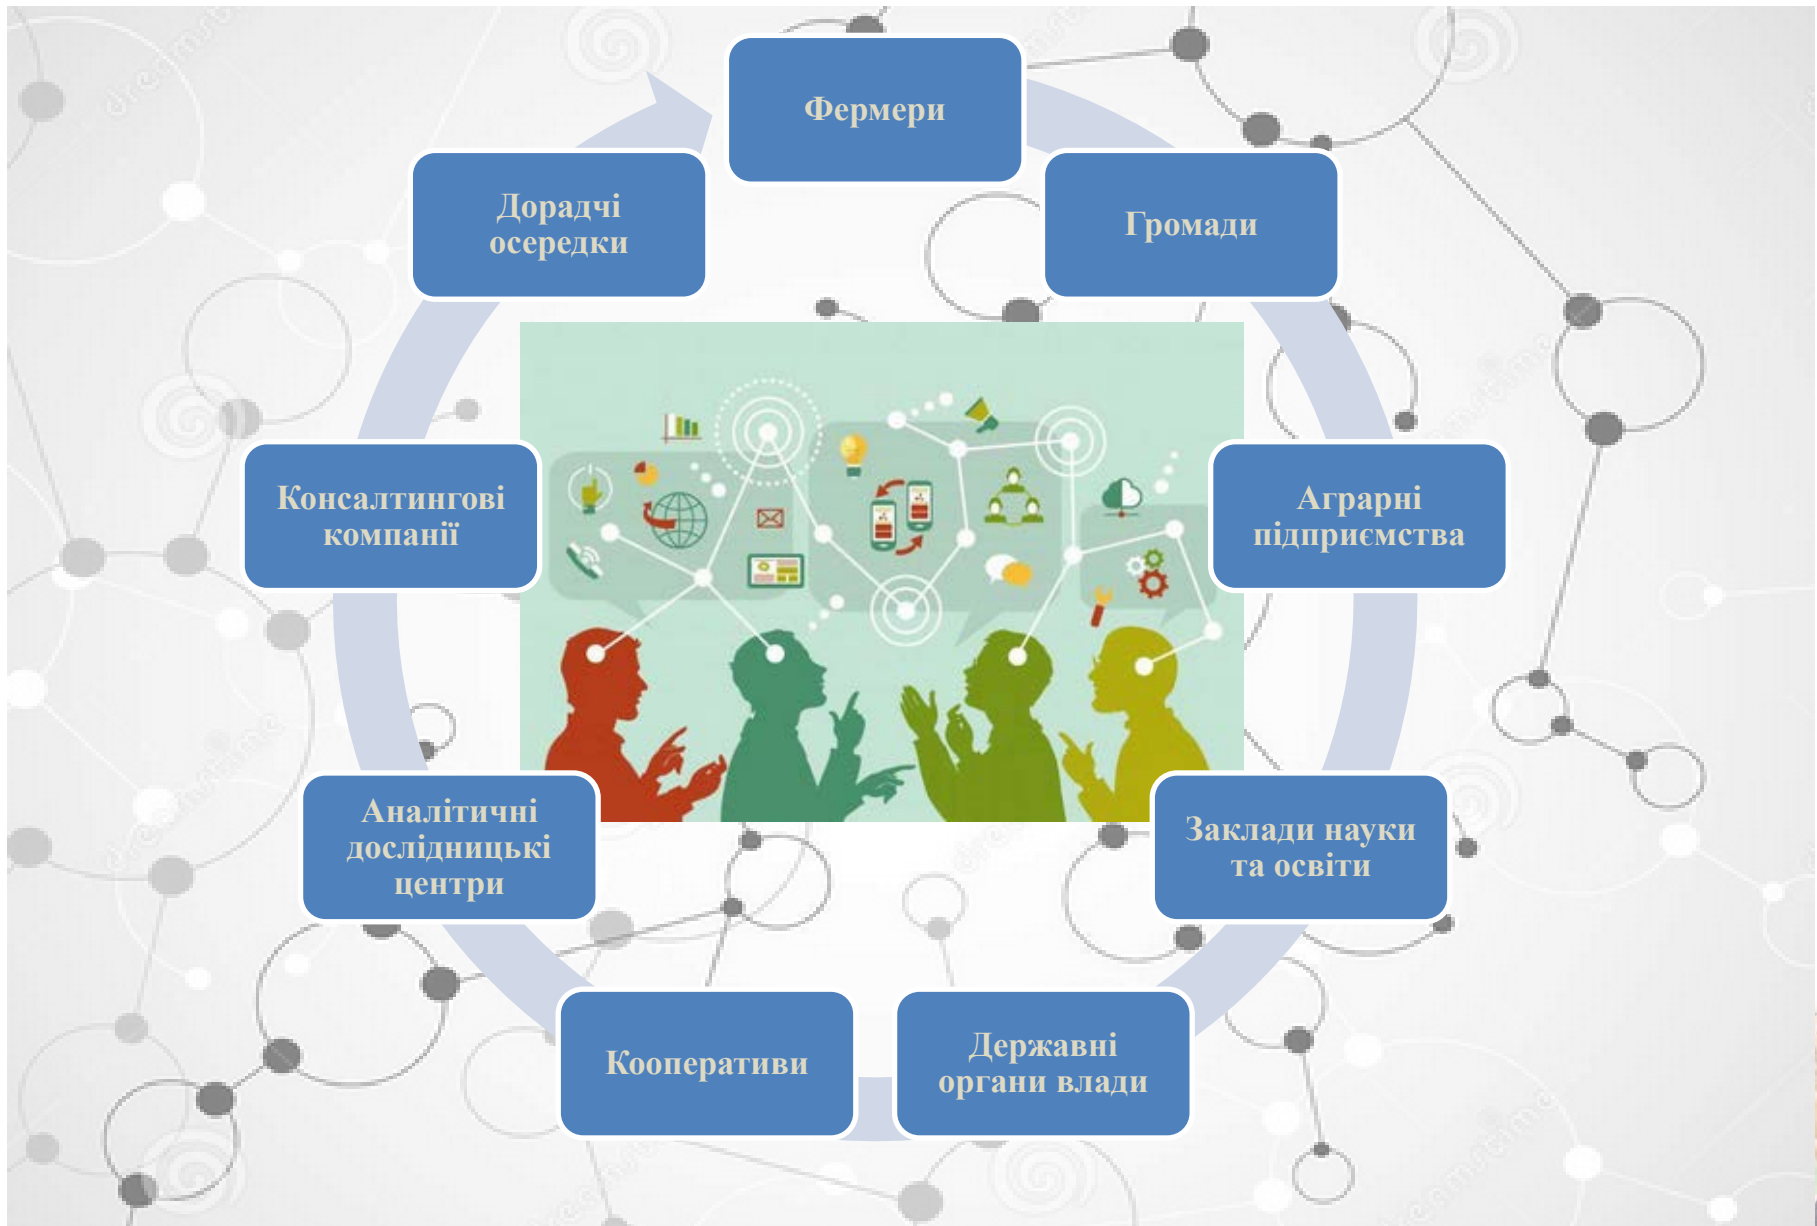 Фермери
Громади
Аграрні
підприємства
Заклади науки
та освіти
Державні
органи влади
Кооперативи
Аналітичні
дослідницькі
центри
Консалтингові
компанії
Дорадчі
осередки